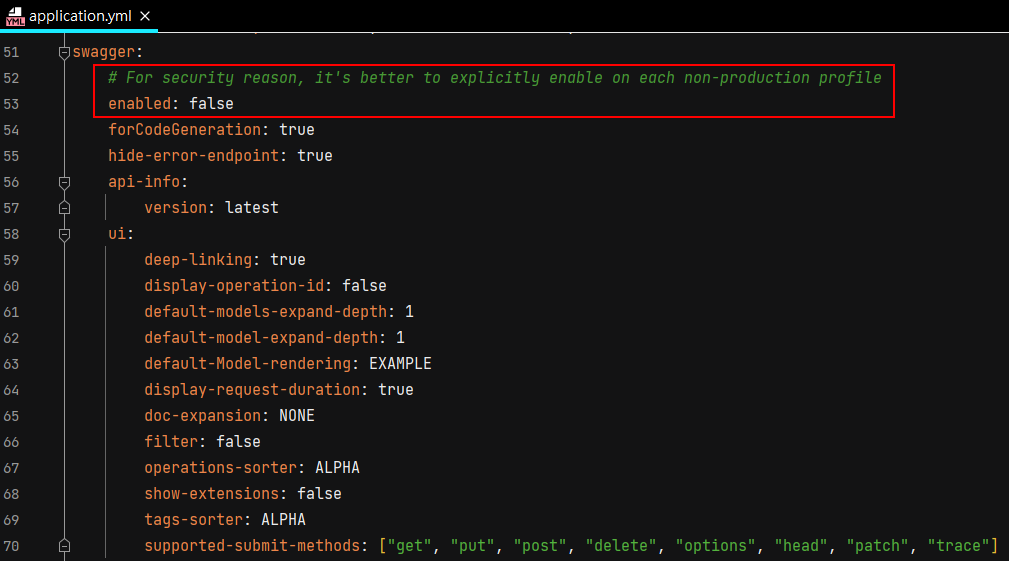 YML application.yml ×
51 swagger:
52 # For security reason, it's better to explicitly enable on each non-production profile
53 enabled: false
54 forCodeGeneration: true
55 hide-error-endpoint: true
56 api-info:
57 version: latest
58 ui:
59 deep-linking: true
60 display-operation-id: false
61 default-models-expand-depth: 1
62 default-model-expand-depth: 1
63 default-Model-rendering: EXAMPLE
64 display-request-duration: true
65 doc-expansion: NONE
66 filter: false
67 operations-sorter: ALPHA
68 show-extensions: false
69 tags-sorter: ALPHA
70 supported-submit-methods: ["get", "put", "post", "delete", "options", "head", "patch", "trace"]